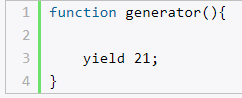 1 function generator(){
2
3     yield 21;
4 }